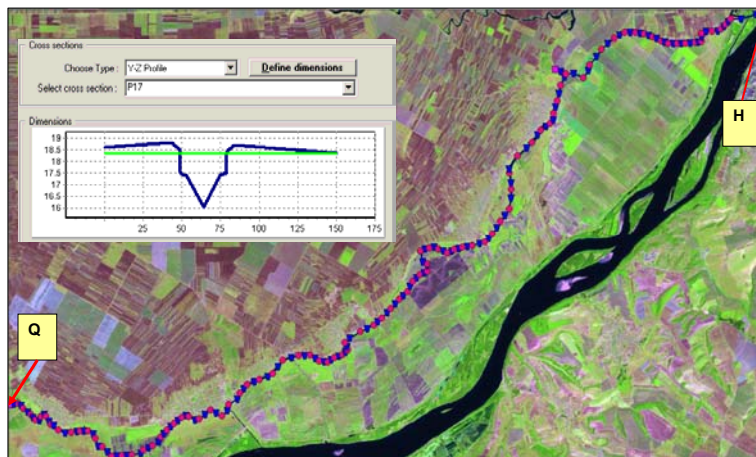 Cross sections
Choose Type : Y-Z Profile Define dimensions
Select cross section : P17
Dimensions
19
18.5
18
17.5
17
16.5
16
25 50 75 100 125 150 175
H
Q